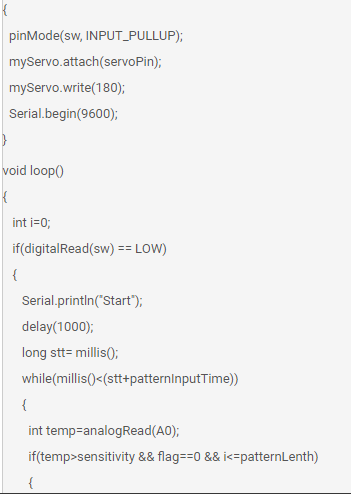 {
pinMode(sw, INPUT_PULLUP);
myServo.attach(servoPin);
myServo.write(180);
Serial.begin(9600);
}
void loop()
{
int i=0;
if(digitalRead(sw) == LOW)
{
Serial.println("Start");
delay(1000);
long stt= millis();
while(millis()<(stt+patternInputTime))
{
int temp=analogRead(A0);
if(temp>sensitivity && flag==0 && i<=patternLenth)
{